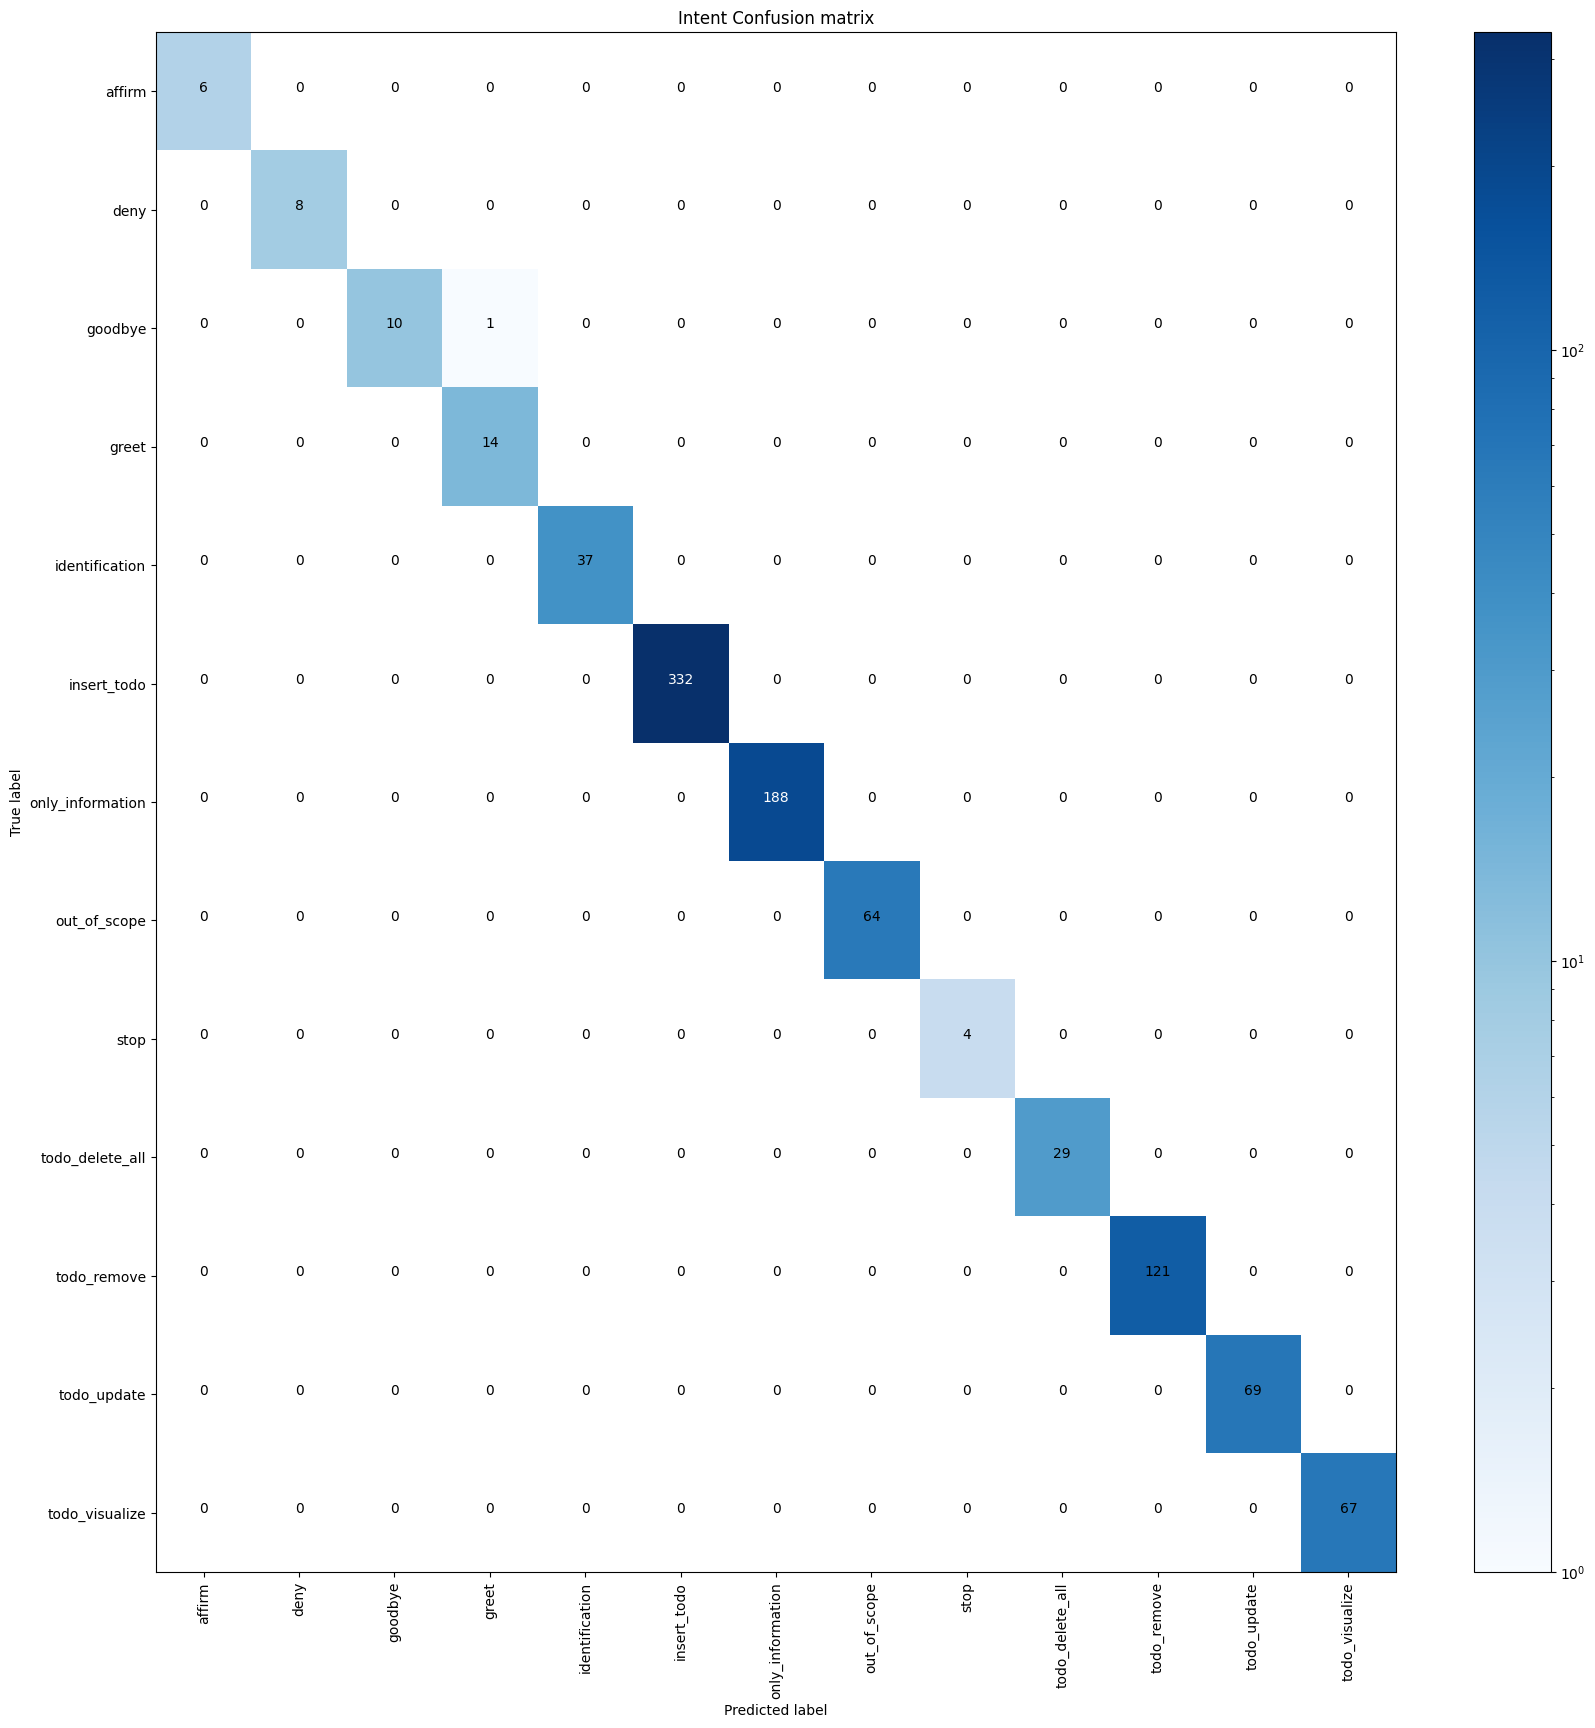 Intent Confusion matrix
affirm 6 0 0 0 0 0 0 0 0 0 0 0 0
deny 0 8 0 0 0 0 0 0 0 0 0 0 0
goodbye 0 0 10 1 0 0 0 0 0 0 0 0 0
greet 0 0 0 14 0 0 0 0 0 0 0 0 0
identification 0 0 0 0 37 0 0 0 0 0 0 0 0
insert_todo 0 0 0 0 0 332 0 0 0 0 0 0 0
only_information 0 0 0 0 0 0 188 0 0 0 0 0 0
out_of_scope 0 0 0 0 0 0 0 64 0 0 0 0 0
stop 0 0 0 0 0 0 0 0 4 0 0 0 0
todo_delete_all 0 0 0 0 0 0 0 0 0 29 0 0 0
todo_remove 0 0 0 0 0 0 0 0 0 0 121 0 0
todo_update 0 0 0 0 0 0 0 0 0 0 0 69 0
todo_visualize 0 0 0 0 0 0 0 0 0 0 0 0 67
True label
affirm
deny
goodbye
greet
identification
insert_todo
only_information
out_of_scope
stop
todo_delete_all
todo_remove
todo_update
todo_visualize
Predicted label
10²
10¹
10⁰